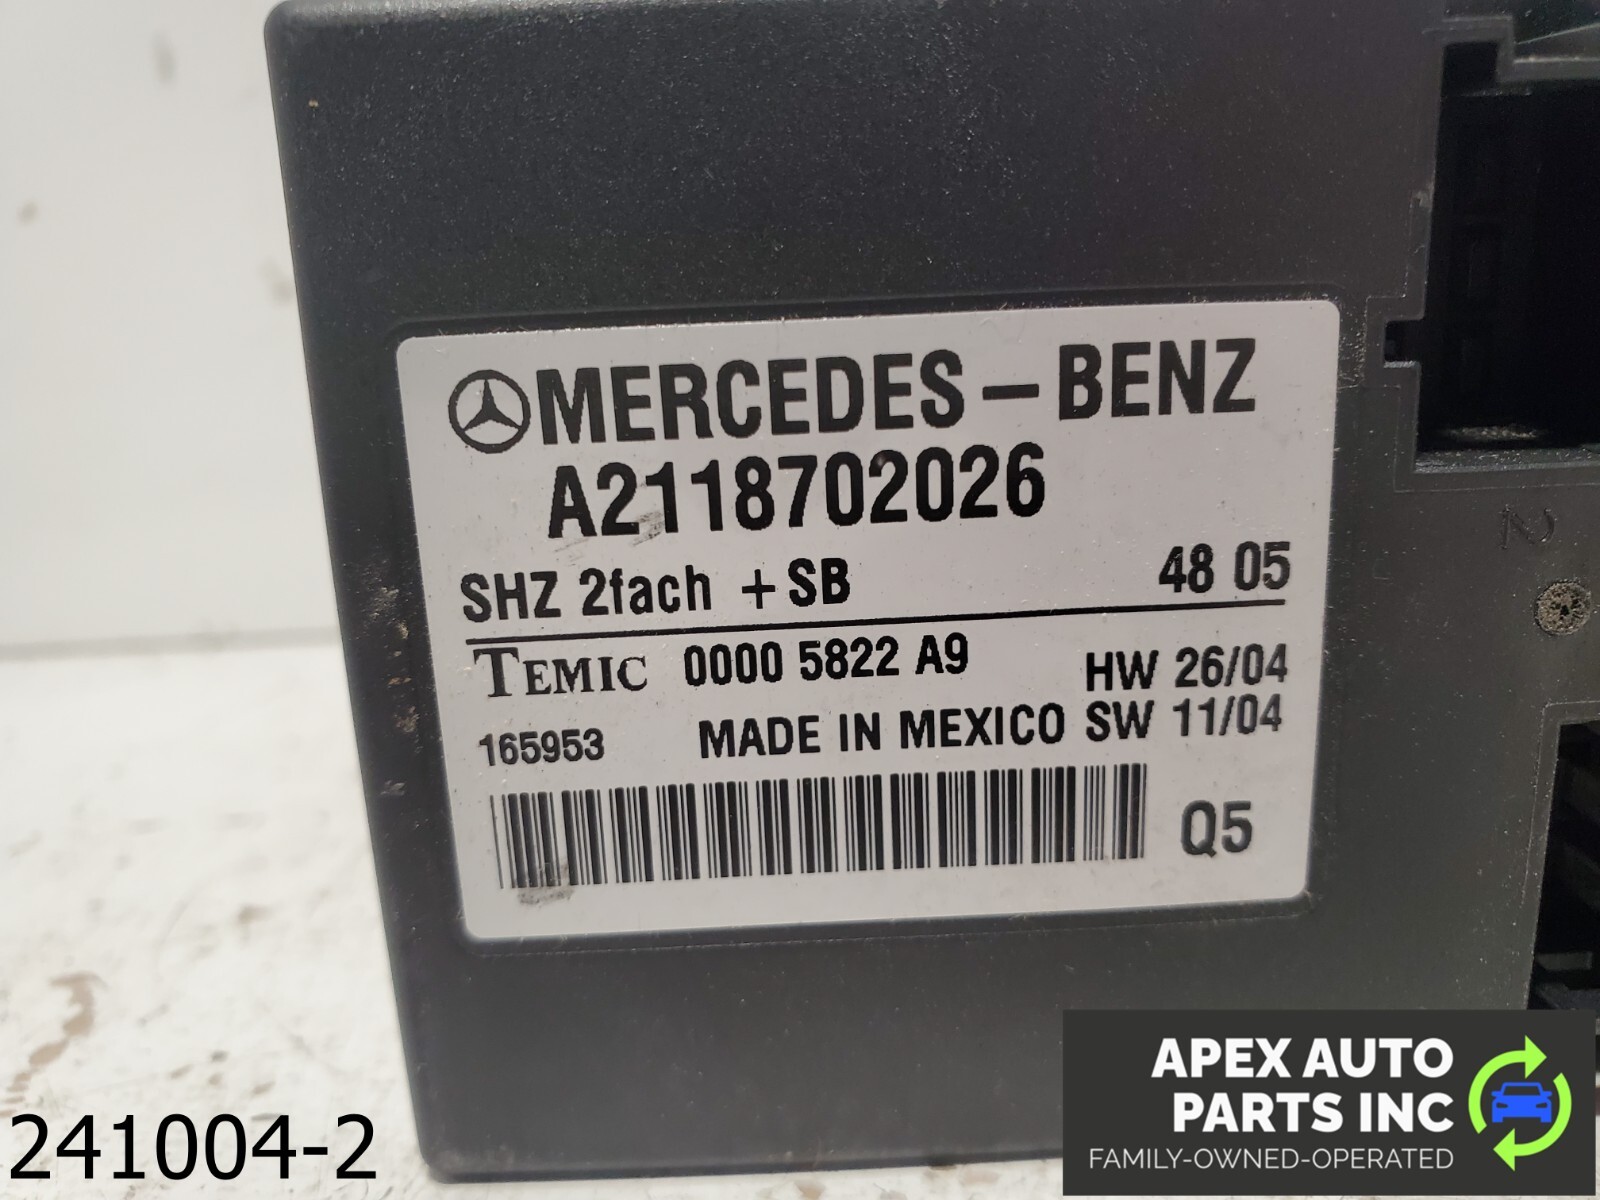 MERCEDES-BENZ
A2118702026
SHZ 2fach + SB 48 05
TEMIC 0000 5822 A9 HW 26/04
165953 MADE IN MEXICO SW 11/04
Q5
2
241004-2
APEX AUTO
PARTS INC
FAMILY-OWNED-OPERATED